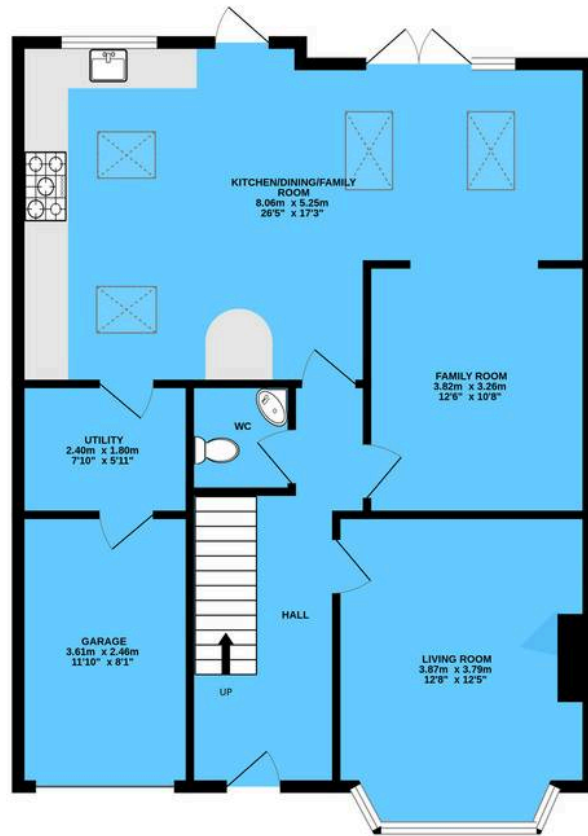 KITCHEN/DINING/FAMILY
ROOM
8.06m x 5.25m
26'5" x 17'3"
FAMILY ROOM
3.82m x 3.26m
12'6" x 10'8"
WC
UTILITY
2.40m x 1.80m
7'10" x 5'11"
HALL
GARAGE
3.61m x 2.46m
11'10" x 8'1"
LIVING ROOM
3.87m x 3.79m
12'8" x 12'5"
UP